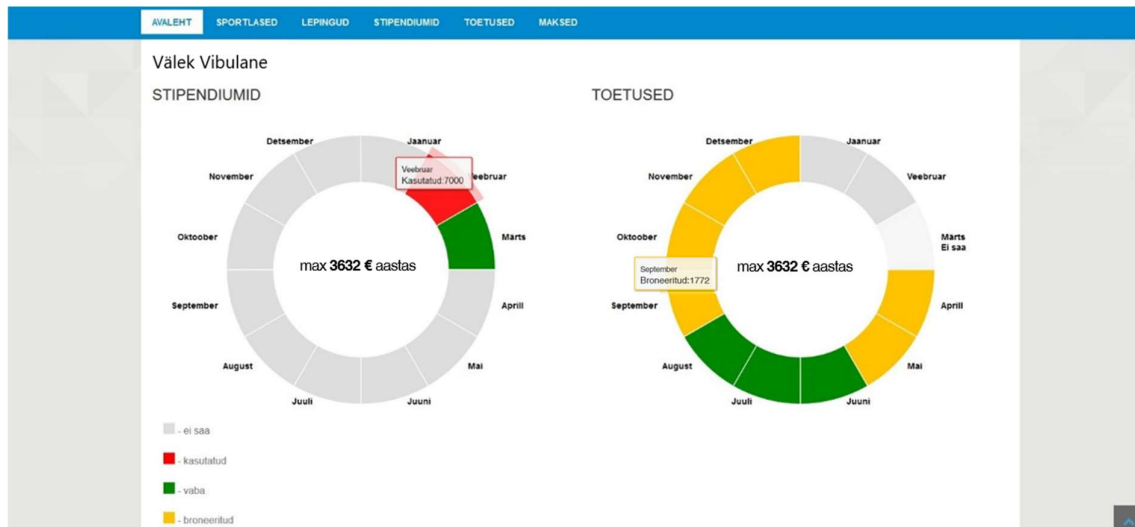 AVALEHT SPORTLASED LEPINGUD STIPENDIUMID TOETUSED MAKSED
Välek Vibulane
STIPENDIUMID
Detsember Jaanuar
November Veebruar
Veebruar
Kasutatud:7000
Oktoober Märts
max 3632 € aastas
September Aprill
August Mai
Juuli Juuni
- ei saa
- kasutatud
- vaba
- broneeritud
TOETUSED
Detsember Jaanuar
November Veebruar
Oktoober Märts
Ei saa
September
Broneeritud:1772
max 3632 € aastas
September Aprill
August Mai
Juuli Juuni